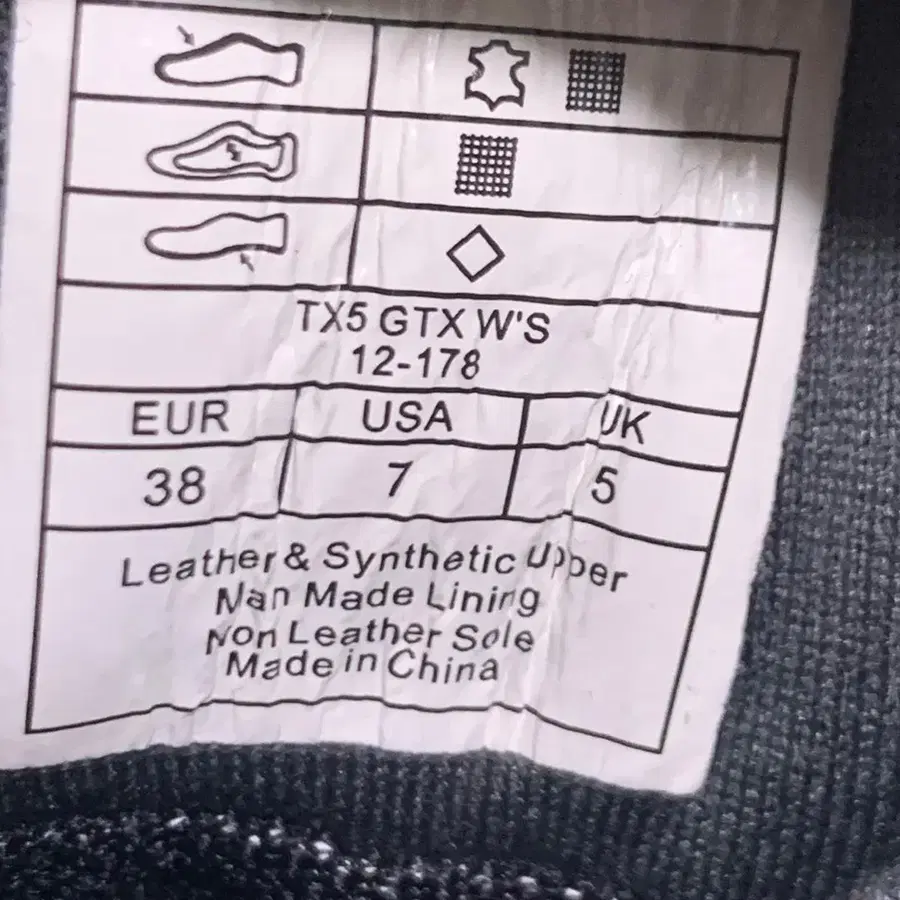 TX5 GTX W'S
12-178
EUR USA UK
38 7 5
Leather & Synthetic Upper
Man Made Lining
Non Leather Sole
Made in China